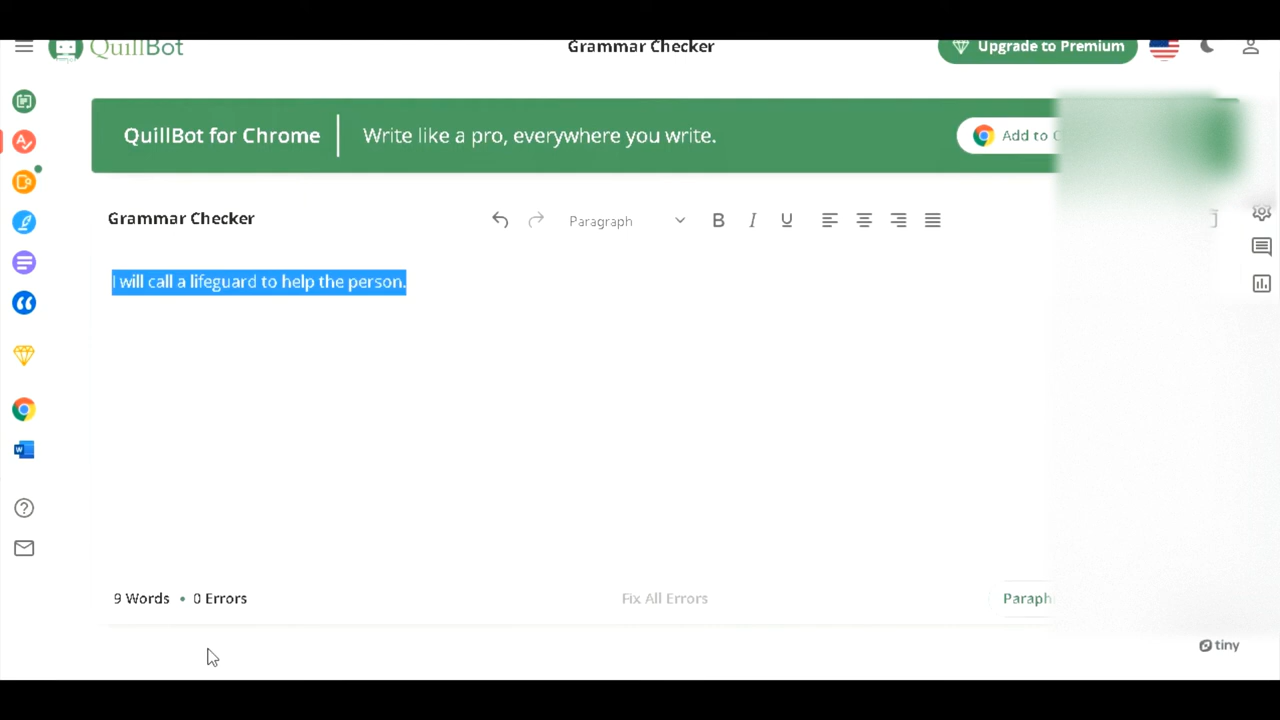 QuillBot
Grammar Checker
Upgrade to Premium
QuillBot for Chrome
Write like a pro, everywhere you write.
Add to
Grammar Checker
Paragraph
B I U
I will call a lifeguard to help the person.
9 Words • 0 Errors
Fix All Errors
Paraph
tiny